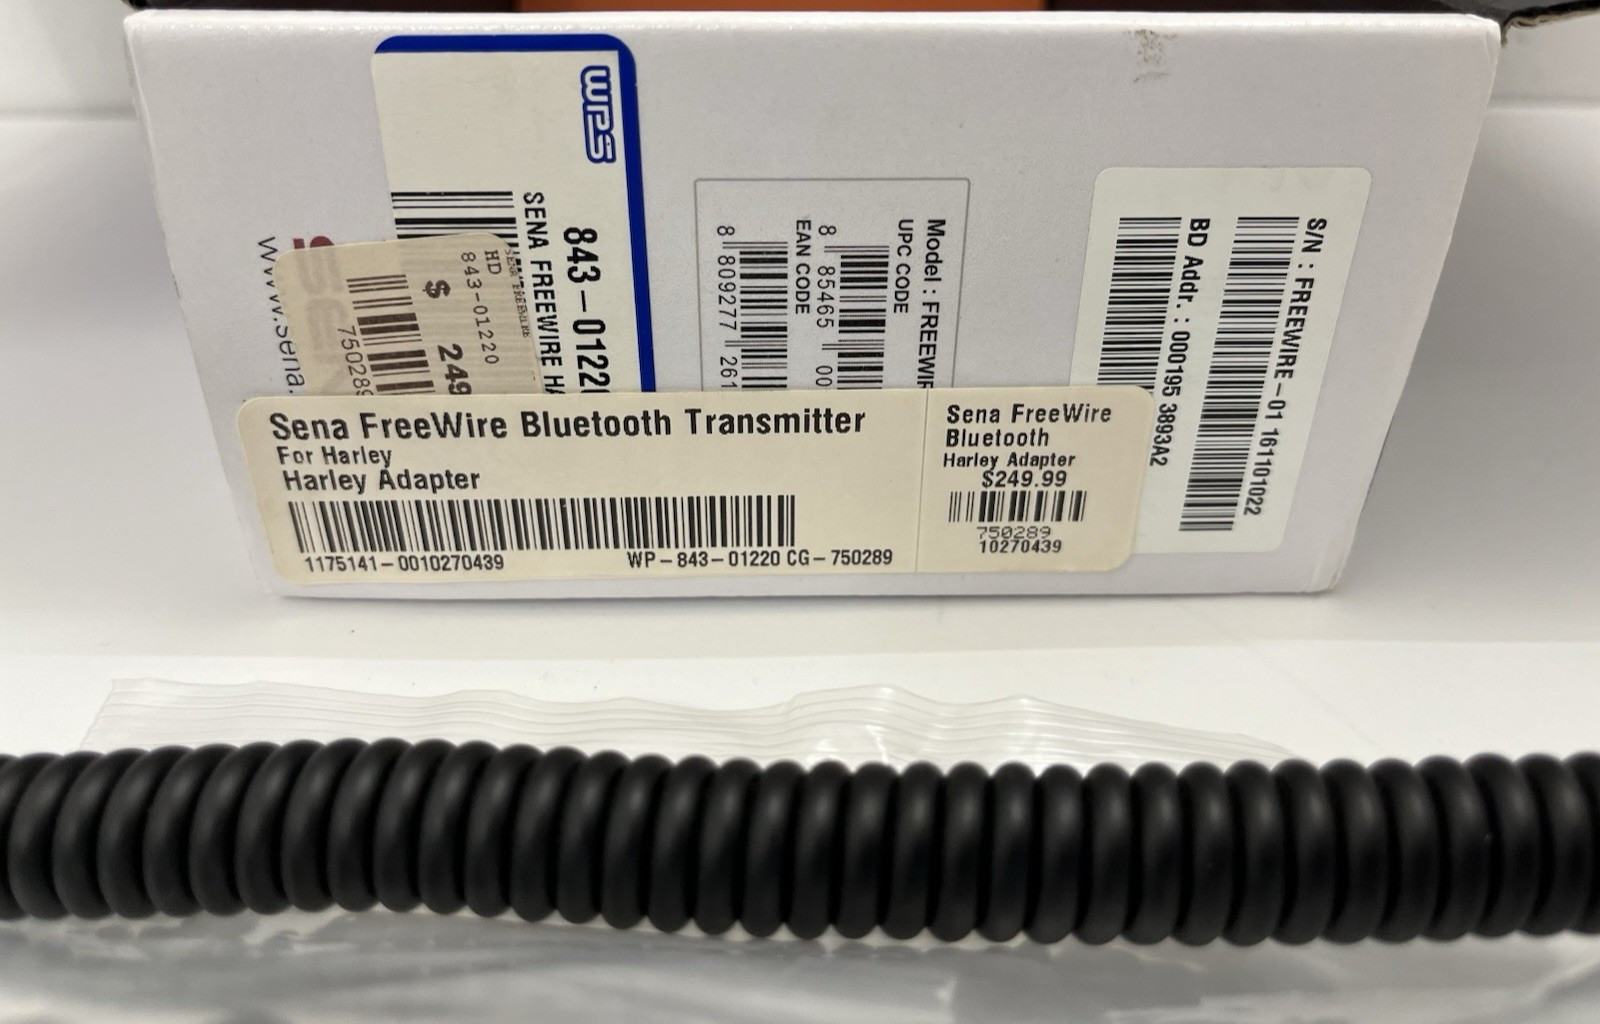 WPS
843-0122
SENA FREEWIRE HA
HD
843-01220
$ 249
750289
www.sena.
Model : FREEWIR
UPC CODE
8 85465 00
EAN CODE
8 809277 261
S/N : FREEWIRE-01 161101022
BD Addr. : 000195 3893A2
Sena FreeWire Bluetooth Transmitter
For Harley
Harley Adapter
1175141-0010270439
WP-843-01220 CG-750289
Sena FreeWire
Bluetooth
Harley Adapter
$249.99
750289
10270439